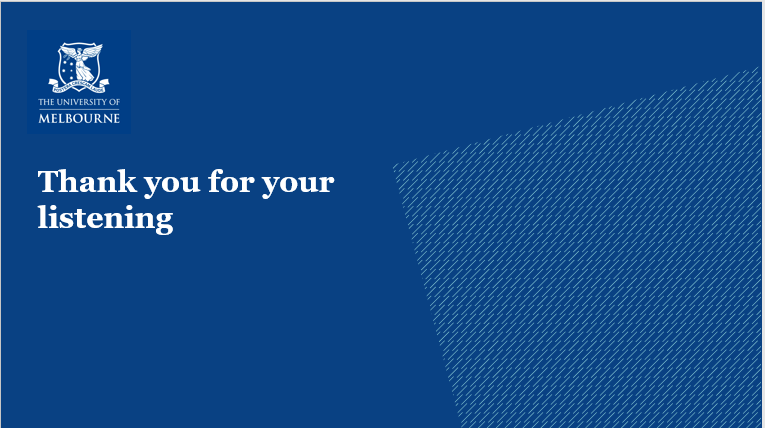 THE UNIVERSITY OF
MELBOURNE
Thank you for your
listening